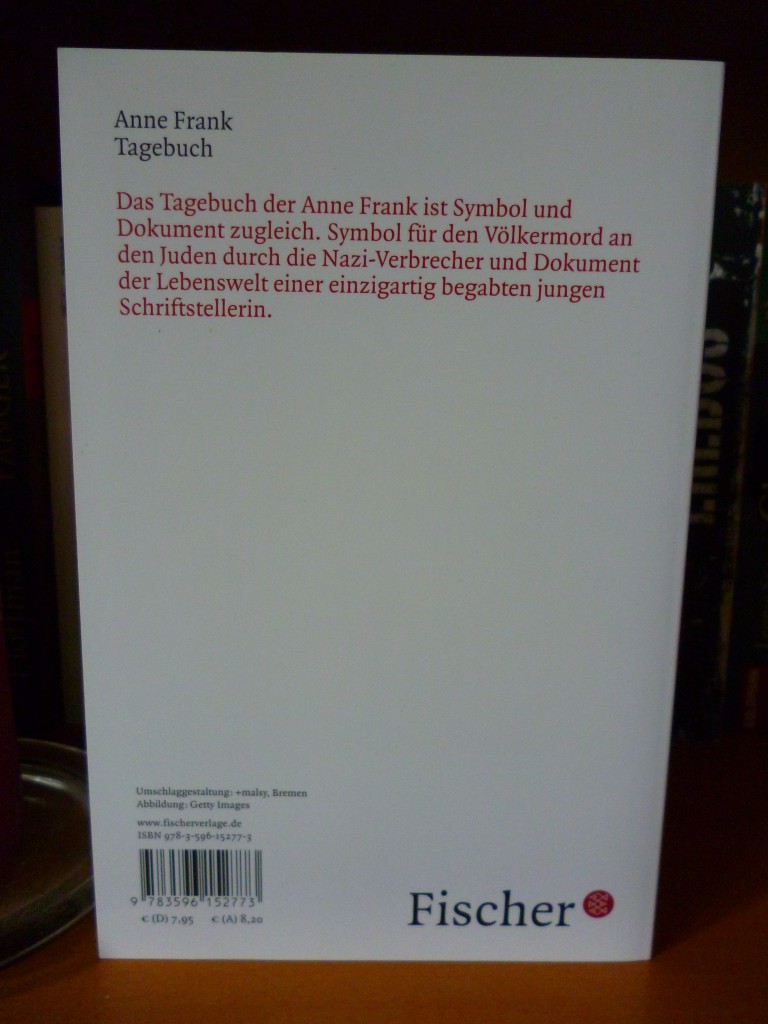 Anne Frank
Tagebuch
Das Tagebuch der Anne Frank ist Symbol und
Dokument zugleich. Symbol für den Völkermord an
den Juden durch die Nazi-Verbrecher und Dokument
der Lebenswelt einer einzigartig begabten jungen
Schriftstellerin.
Umschlaggestaltung: +malsy, Bremen
Abbildung: Getty Images
www.fischerverlage.de
ISBN 978-3-596-15277-3
9 783596 152773
€ (D) 7,95 € (A) 8,20
Fischer